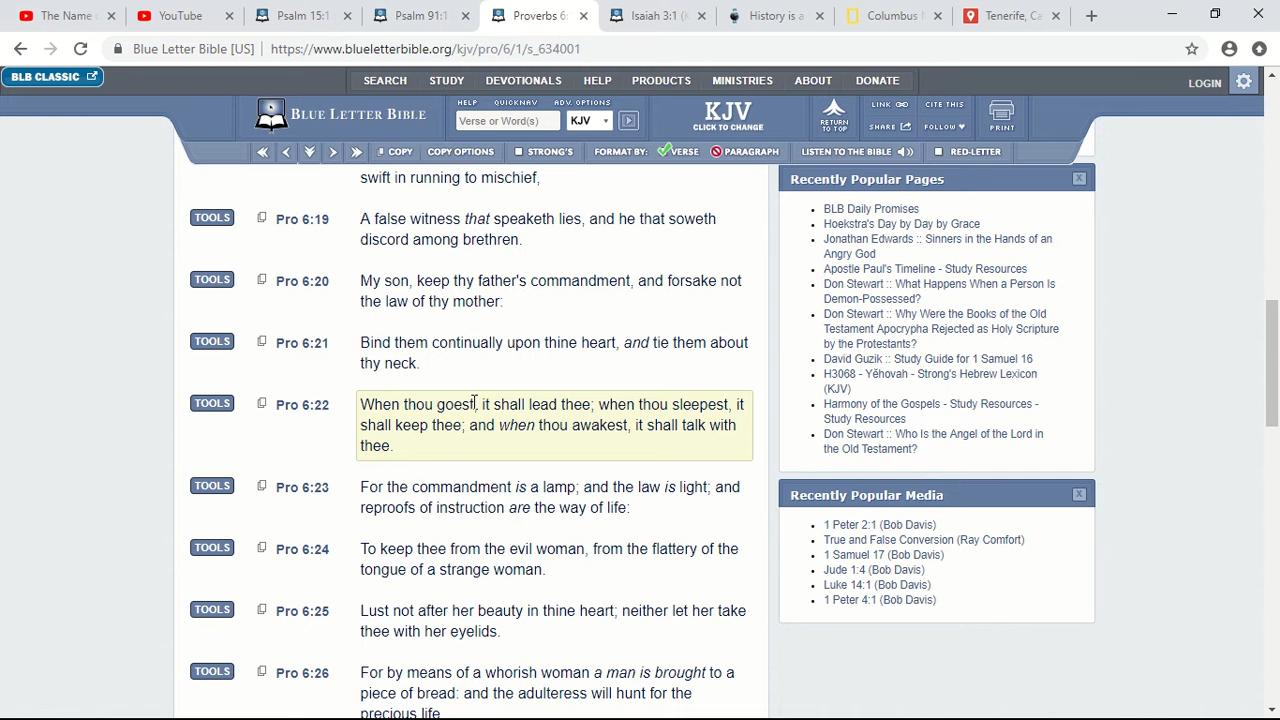 The Name o
YouTube
Psalm 15:1
Psalm 91:1
Proverbs 6:
Isaiah 3:1 (K
History is a
Columbus M
Tenerife, Ca
Blue Letter Bible [US] https://www.blueletterbible.org/kjv/pro/6/1/s_634001
BLB CLASSIC
SEARCH STUDY DEVOTIONALS HELP PRODUCTS MINISTRIES ABOUT DONATE
LOGIN
BLUE LETTER BIBLE
HELP QUICKNAV ADV. OPTIONS
Verse or Word(s) KJV
KJV
CLICK TO CHANGE
RETURN
TO TOP
LINK CITE THIS
SHARE FOLLOW
PRINT
COPY COPY OPTIONS STRONG'S FORMAT BY: VERSE PARAGRAPH LISTEN TO THE BIBLE RED-LETTER
swift in running to mischief,
TOOLS Pro 6:19 A false witness that speaketh lies, and he that soweth
discord among brethren.
TOOLS Pro 6:20 My son, keep thy father's commandment, and forsake not
the law of thy mother:
TOOLS Pro 6:21 Bind them continually upon thine heart, and tie them about
thy neck.
TOOLS Pro 6:22 When thou goest, it shall lead thee; when thou sleepest, it
shall keep thee; and when thou awakest, it shall talk with
thee.
TOOLS Pro 6:23 For the commandment is a lamp; and the law is light; and
reproofs of instruction are the way of life:
TOOLS Pro 6:24 To keep thee from the evil woman, from the flattery of the
tongue of a strange woman.
TOOLS Pro 6:25 Lust not after her beauty in thine heart; neither let her take
thee with her eyelids.
TOOLS Pro 6:26 For by means of a whorish woman a man is brought to a
piece of bread: and the adulteress will hunt for the
precious life.
Recently Popular Pages
BLB Daily Promises
Hoekstra's Day by Day by Grace
Jonathan Edwards :: Sinners in the Hands of an
Angry God
Apostle Paul's Timeline - Study Resources
Don Stewart :: What Happens When a Person Is
Demon-Possessed?
Don Stewart :: Why Were the Books of the Old
Testament Apocrypha Rejected as Holy Scripture
by the Protestants?
David Guzik :: Study Guide for 1 Samuel 16
H3068 - Yĕhovah - Strong's Hebrew Lexicon
(KJV)
Harmony of the Gospels - Study Resources -
Study Resources
Don Stewart :: Who Is the Angel of the Lord in
the Old Testament?
Recently Popular Media
1 Peter 2:1 (Bob Davis)
True and False Conversion (Ray Comfort)
1 Samuel 17 (Bob Davis)
Jude 1:4 (Bob Davis)
Luke 14:1 (Bob Davis)
1 Peter 4:1 (Bob Davis)